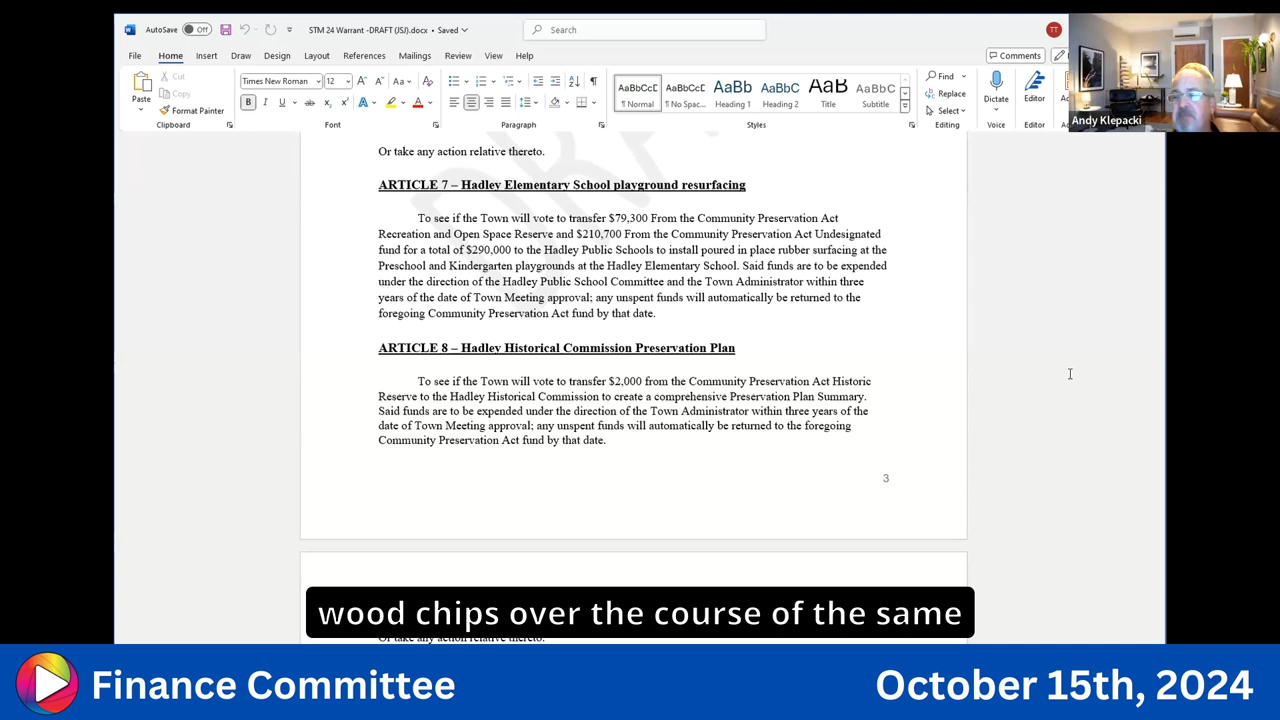 AutoSave Off STM 24 Warrant -DRAFT (JSJ).docx • Saved Search TT
File Home Insert Draw Design Layout References Mailings Review View Help Comments
Paste Cut Copy Format Painter
Clipboard
Times New Roman 12
Font
Paragraph
AaBbCcD AaBbCcD AaBb AaBbC AaB AaBbC
¶ Normal ¶ No Spac... Heading 1 Heading 2 Title Subtitle
Styles
Find Replace Select
Editing
Dictate
Voice
Editor
Editor
Andy Klepacki
DRA
Or take any action relative thereto.
ARTICLE 7 – Hadley Elementary School playground resurfacing
To see if the Town will vote to transfer $79,300 From the Community Preservation Act
Recreation and Open Space Reserve and $210,700 From the Community Preservation Act Undesignated
fund for a total of $290,000 to the Hadley Public Schools to install poured in place rubber surfacing at the
Preschool and Kindergarten playgrounds at the Hadley Elementary School. Said funds are to be expended
under the direction of the Hadley Public School Committee and the Town Administrator within three
years of the date of Town Meeting approval; any unspent funds will automatically be returned to the
foregoing Community Preservation Act fund by that date.
ARTICLE 8 – Hadley Historical Commission Preservation Plan
To see if the Town will vote to transfer $2,000 from the Community Preservation Act Historic
Reserve to the Hadley Historical Commission to create a comprehensive Preservation Plan Summary.
Said funds are to be expended under the direction of the Town Administrator within three years of the
date of Town Meeting approval; any unspent funds will automatically be returned to the foregoing
Community Preservation Act fund by that date.
3
wood chips over the course of the same
Or take any action relative thereto.
Finance Committee October 15th, 2024